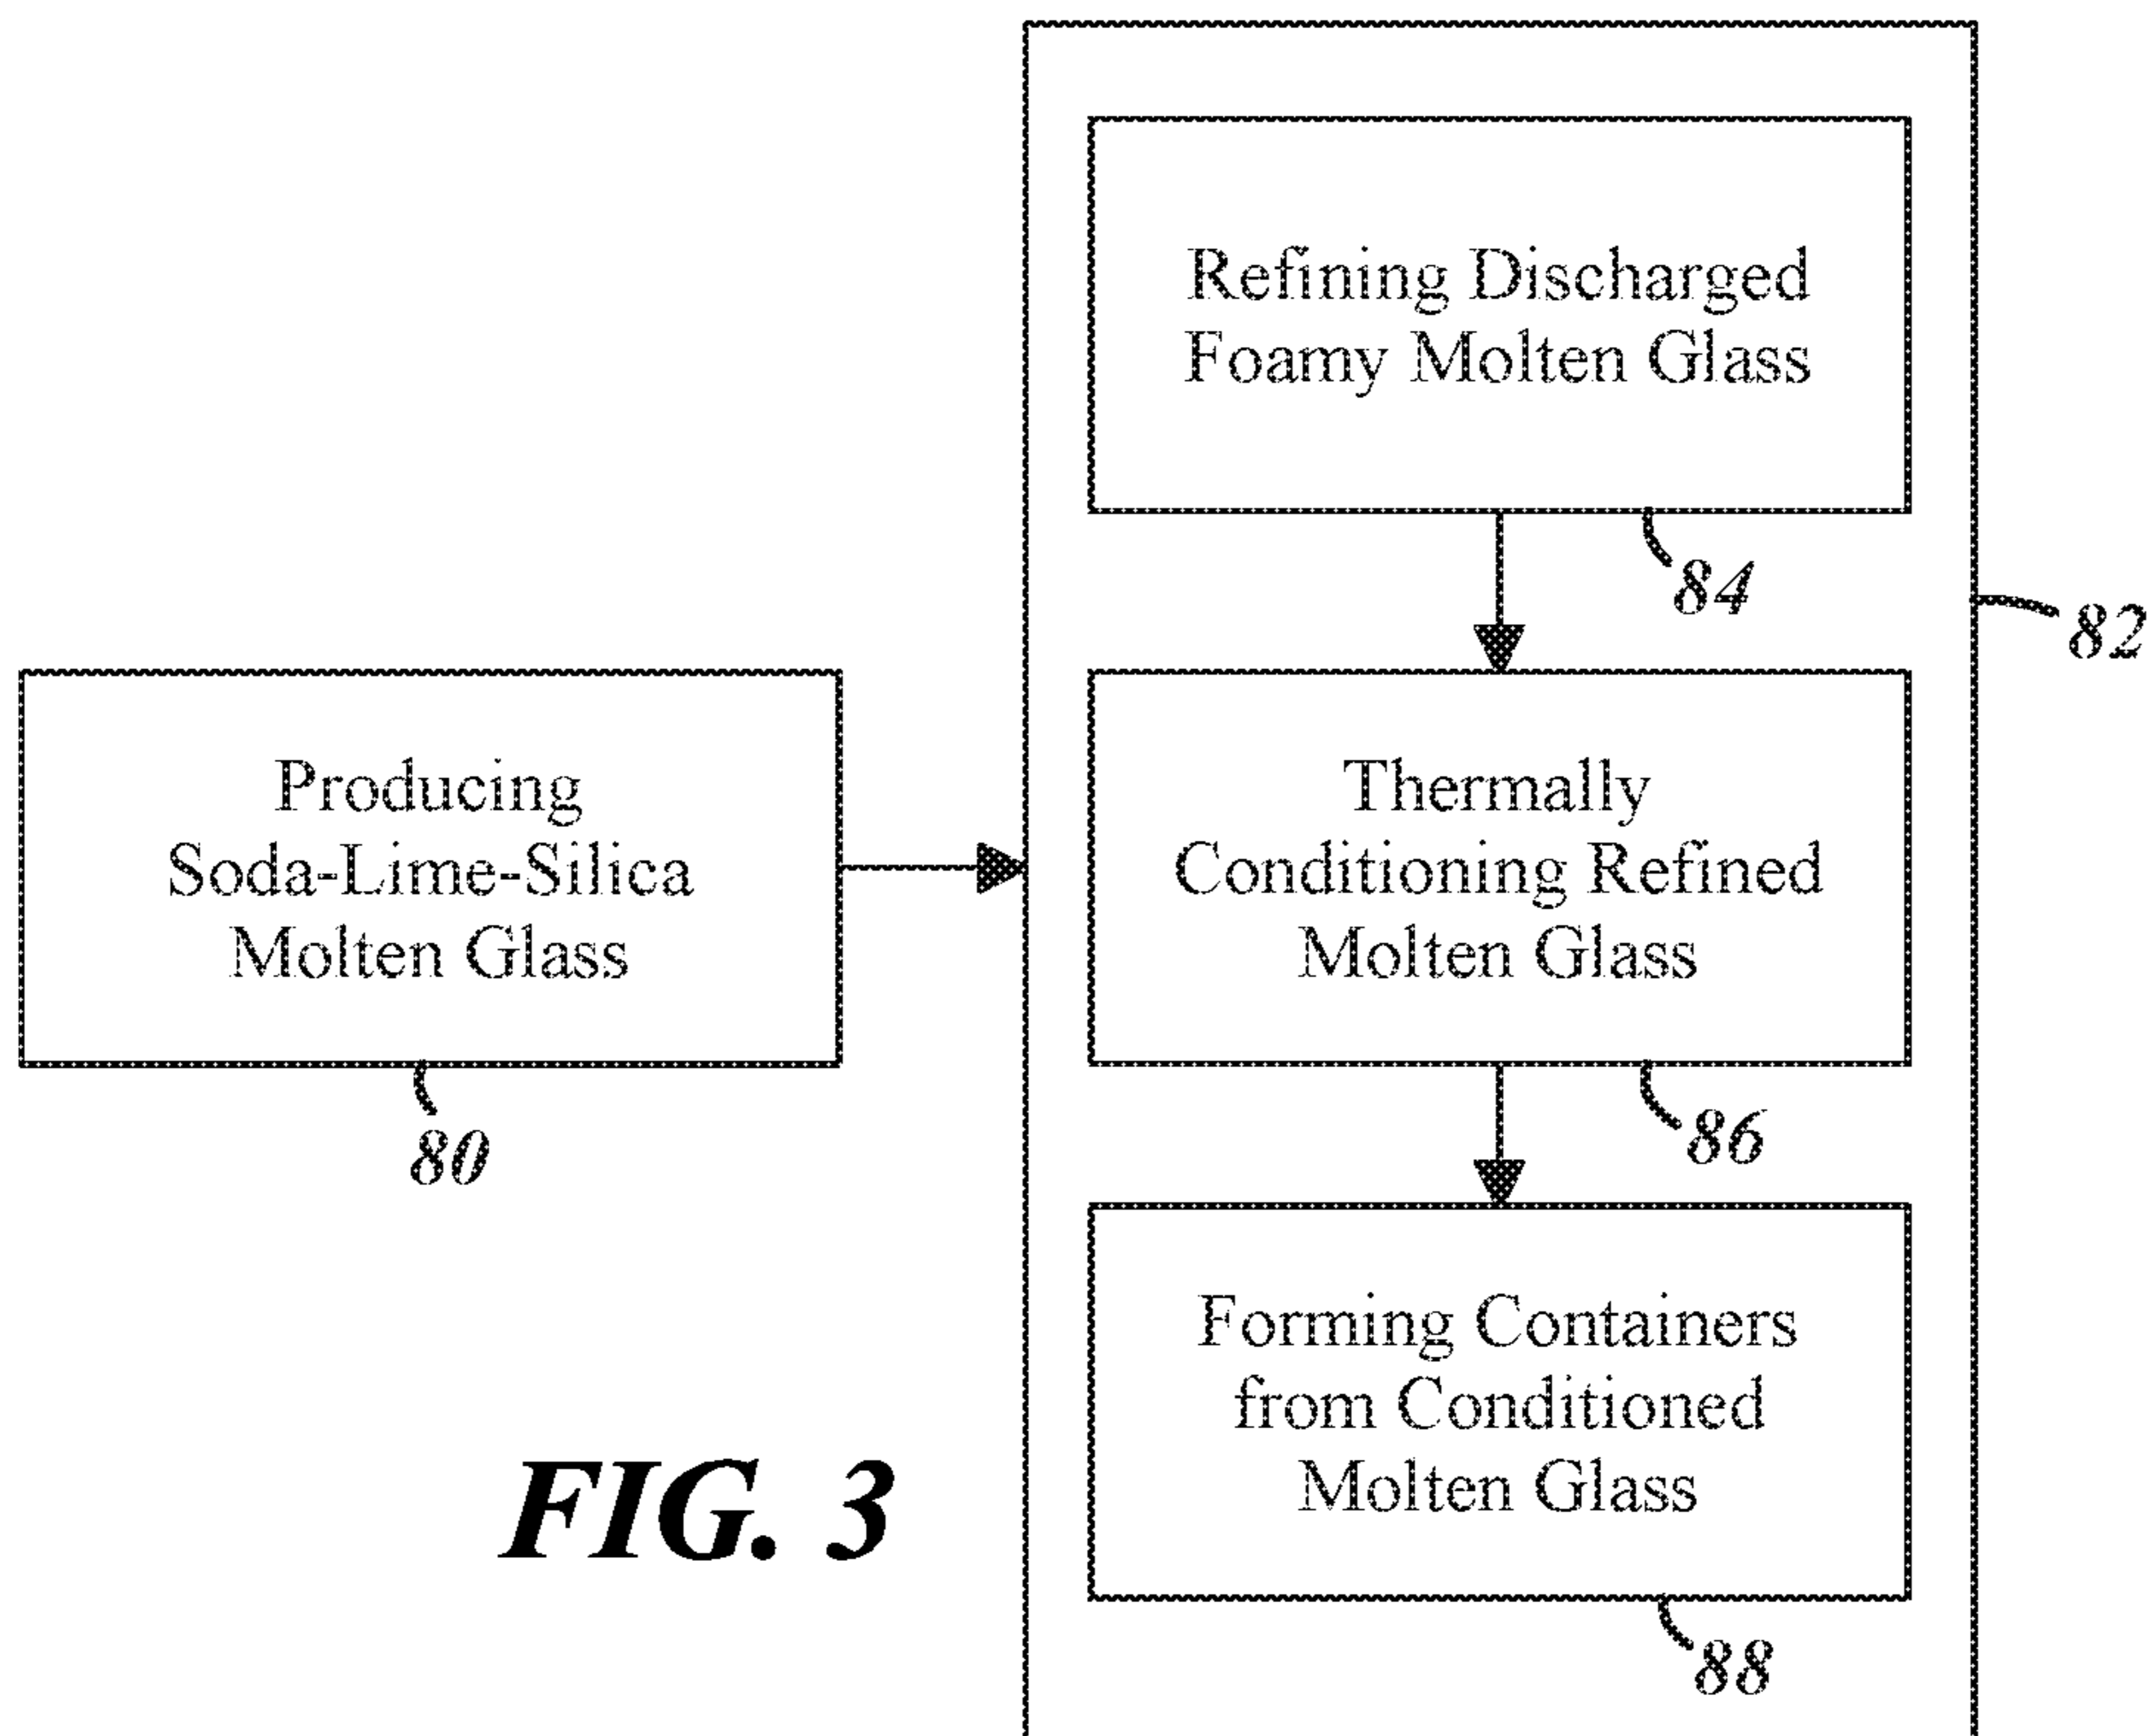 Producing
Soda-Lime-Silica
Molten Glass
80
Refining Discharged
Foamy Molten Glass
84
82
Thermally
Conditioning Refined
Molten Glass
86
Forming Containers
from Conditioned
Molten Glass
88
FIG. 3